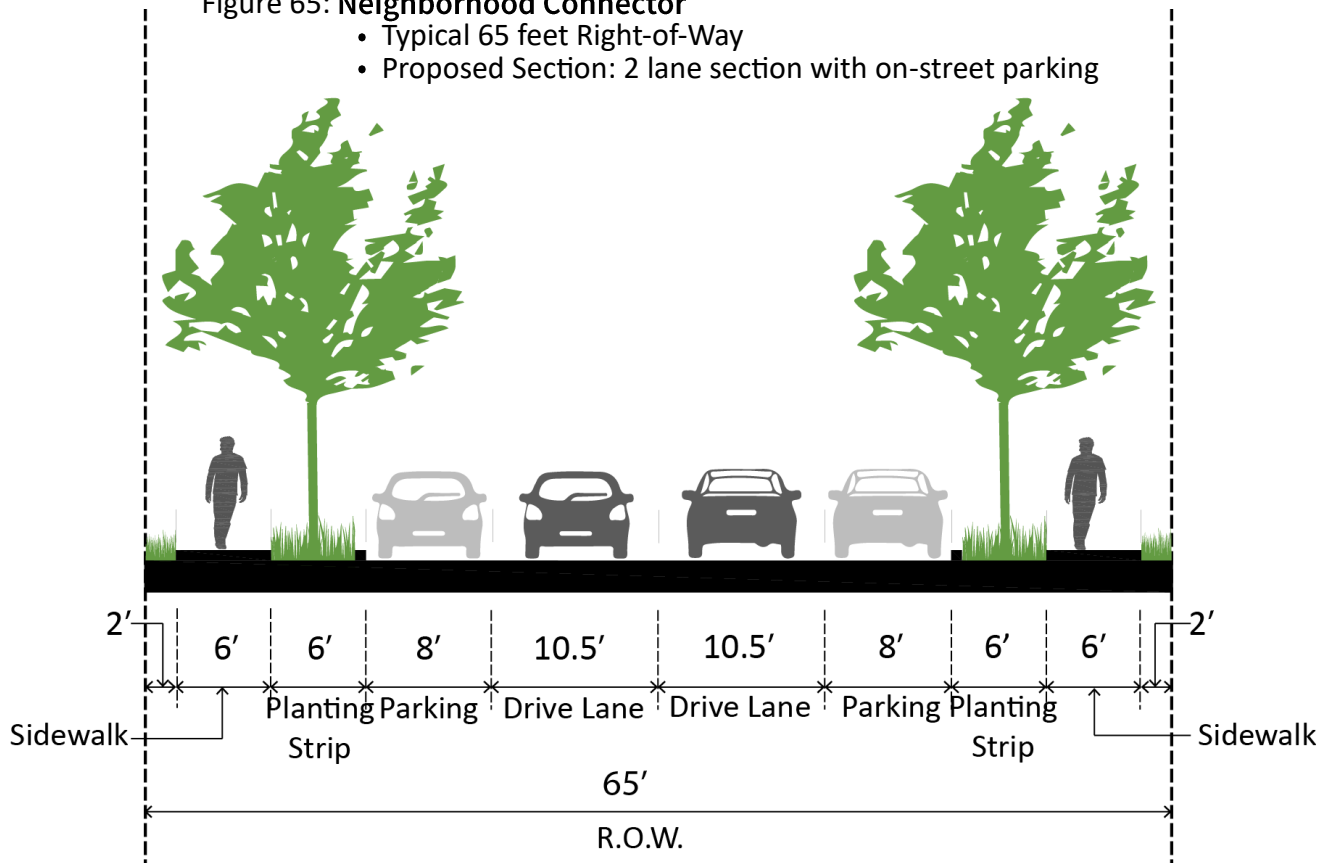 Figure 65: Neighborhood Connector
• Typical 65 feet Right-of-Way
• Proposed Section: 2 lane section with on-street parking
2′ 6′ 6′ 8′ 10.5′ 10.5′ 8′ 6′ 6′ 2′
Planting Parking Drive Lane Drive Lane Parking Planting
Sidewalk Strip Strip Sidewalk
65′
R.O.W.